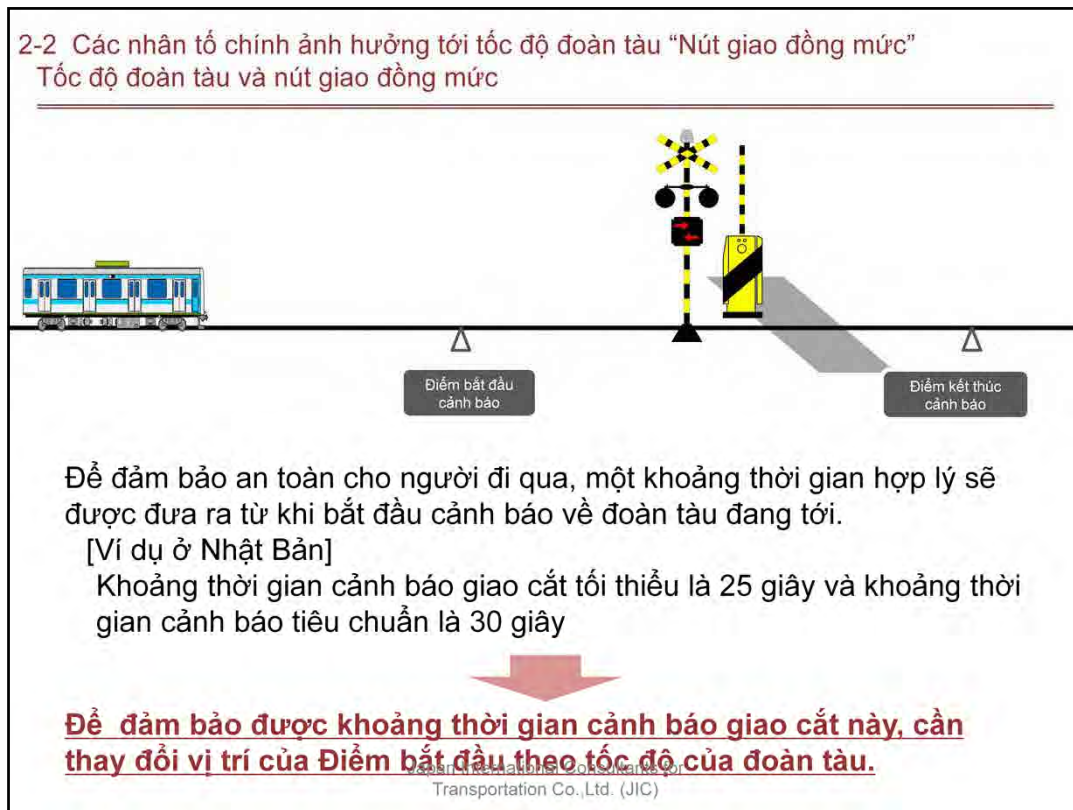 2-2 Các nhân tố chính ảnh hưởng tới tốc độ đoàn tàu “Nút giao đồng mức”
Tốc độ đoàn tàu và nút giao đồng mức
Điểm bắt đầu
cảnh báo
Điểm kết thúc
cảnh báo
Để đảm bảo an toàn cho người đi qua, một khoảng thời gian hợp lý sẽ
được đưa ra từ khi bắt đầu cảnh báo về đoàn tàu đang tới.
[Ví dụ ở Nhật Bản]
Khoảng thời gian cảnh báo giao cắt tối thiểu là 25 giây và khoảng thời
gian cảnh báo tiêu chuẩn là 30 giây
Để đảm bảo được khoảng thời gian cảnh báo giao cắt này, cần
thay đổi vị trí của Điểm bắt đầu theo tốc độ của đoàn tàu.
Japan International Consultants for
Transportation Co.,Ltd. (JIC)